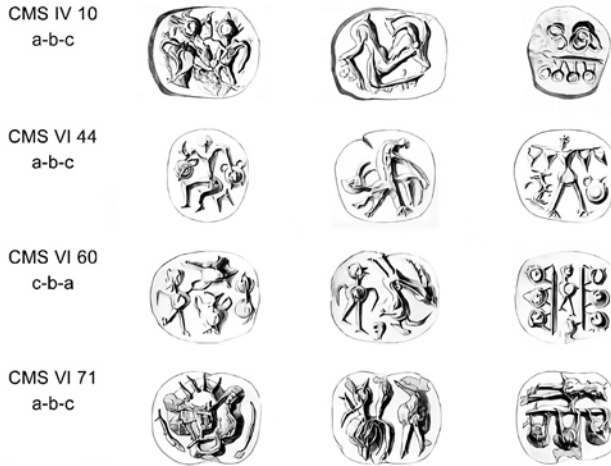 CMS IV 10
a-b-c
CMS VI 44
a-b-c
CMS VI 60
c-b-a
CMS VI 71
a-b-c